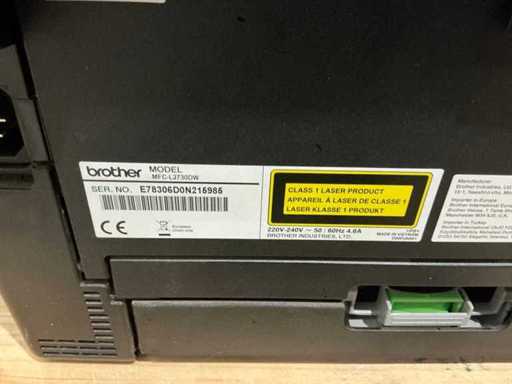 brother MODEL
MFC-L3730DW
SER. NO. E78306D0N215985
CLASS 1 LASER PRODUCT
APPAREIL À LASER DE CLASSE 1
LASER KLASSE 1 PRODUKT
CE
220V-240V ~ 50 / 60Hz 4.6A
BROTHER INDUSTRIES, LTD.
MADE IN VIETNAM
Manufacturer
Brother Industries, Ltd
Importer in Europe
Brother International Europe
Importer in Turkey